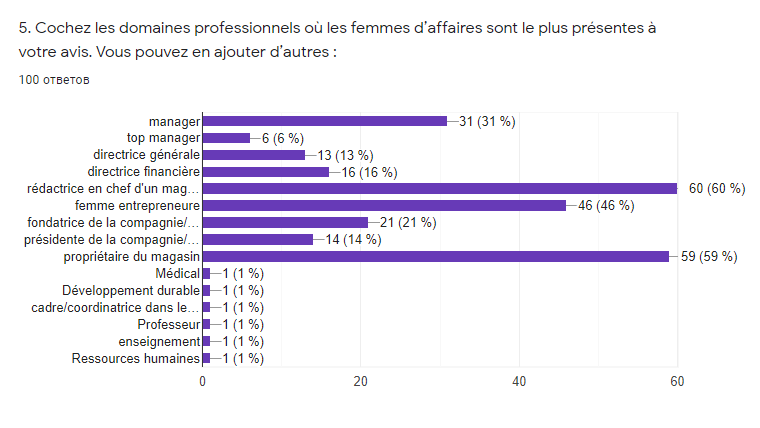 5. Cochez les domaines professionnels où les femmes d’affaires sont le plus présentes à
votre avis. Vous pouvez en ajouter d’autres :
100 ответов
manager 31 (31 %)
top manager 6 (6 %)
directrice générale 13 (13 %)
directrice financière 16 (16 %)
rédactrice en chef d'un mag... 60 (60 %)
femme entrepreneure 46 (46 %)
fondatrice de la compagnie/... 21 (21 %)
présidente de la compagnie/... 14 (14 %)
propriétaire du magasin 59 (59 %)
Médical 1 (1 %)
Développement durable 1 (1 %)
cadre/coordinatrice dans le... 1 (1 %)
Professeur 1 (1 %)
enseignement 1 (1 %)
Ressources humaines 1 (1 %)
0 20 40 60